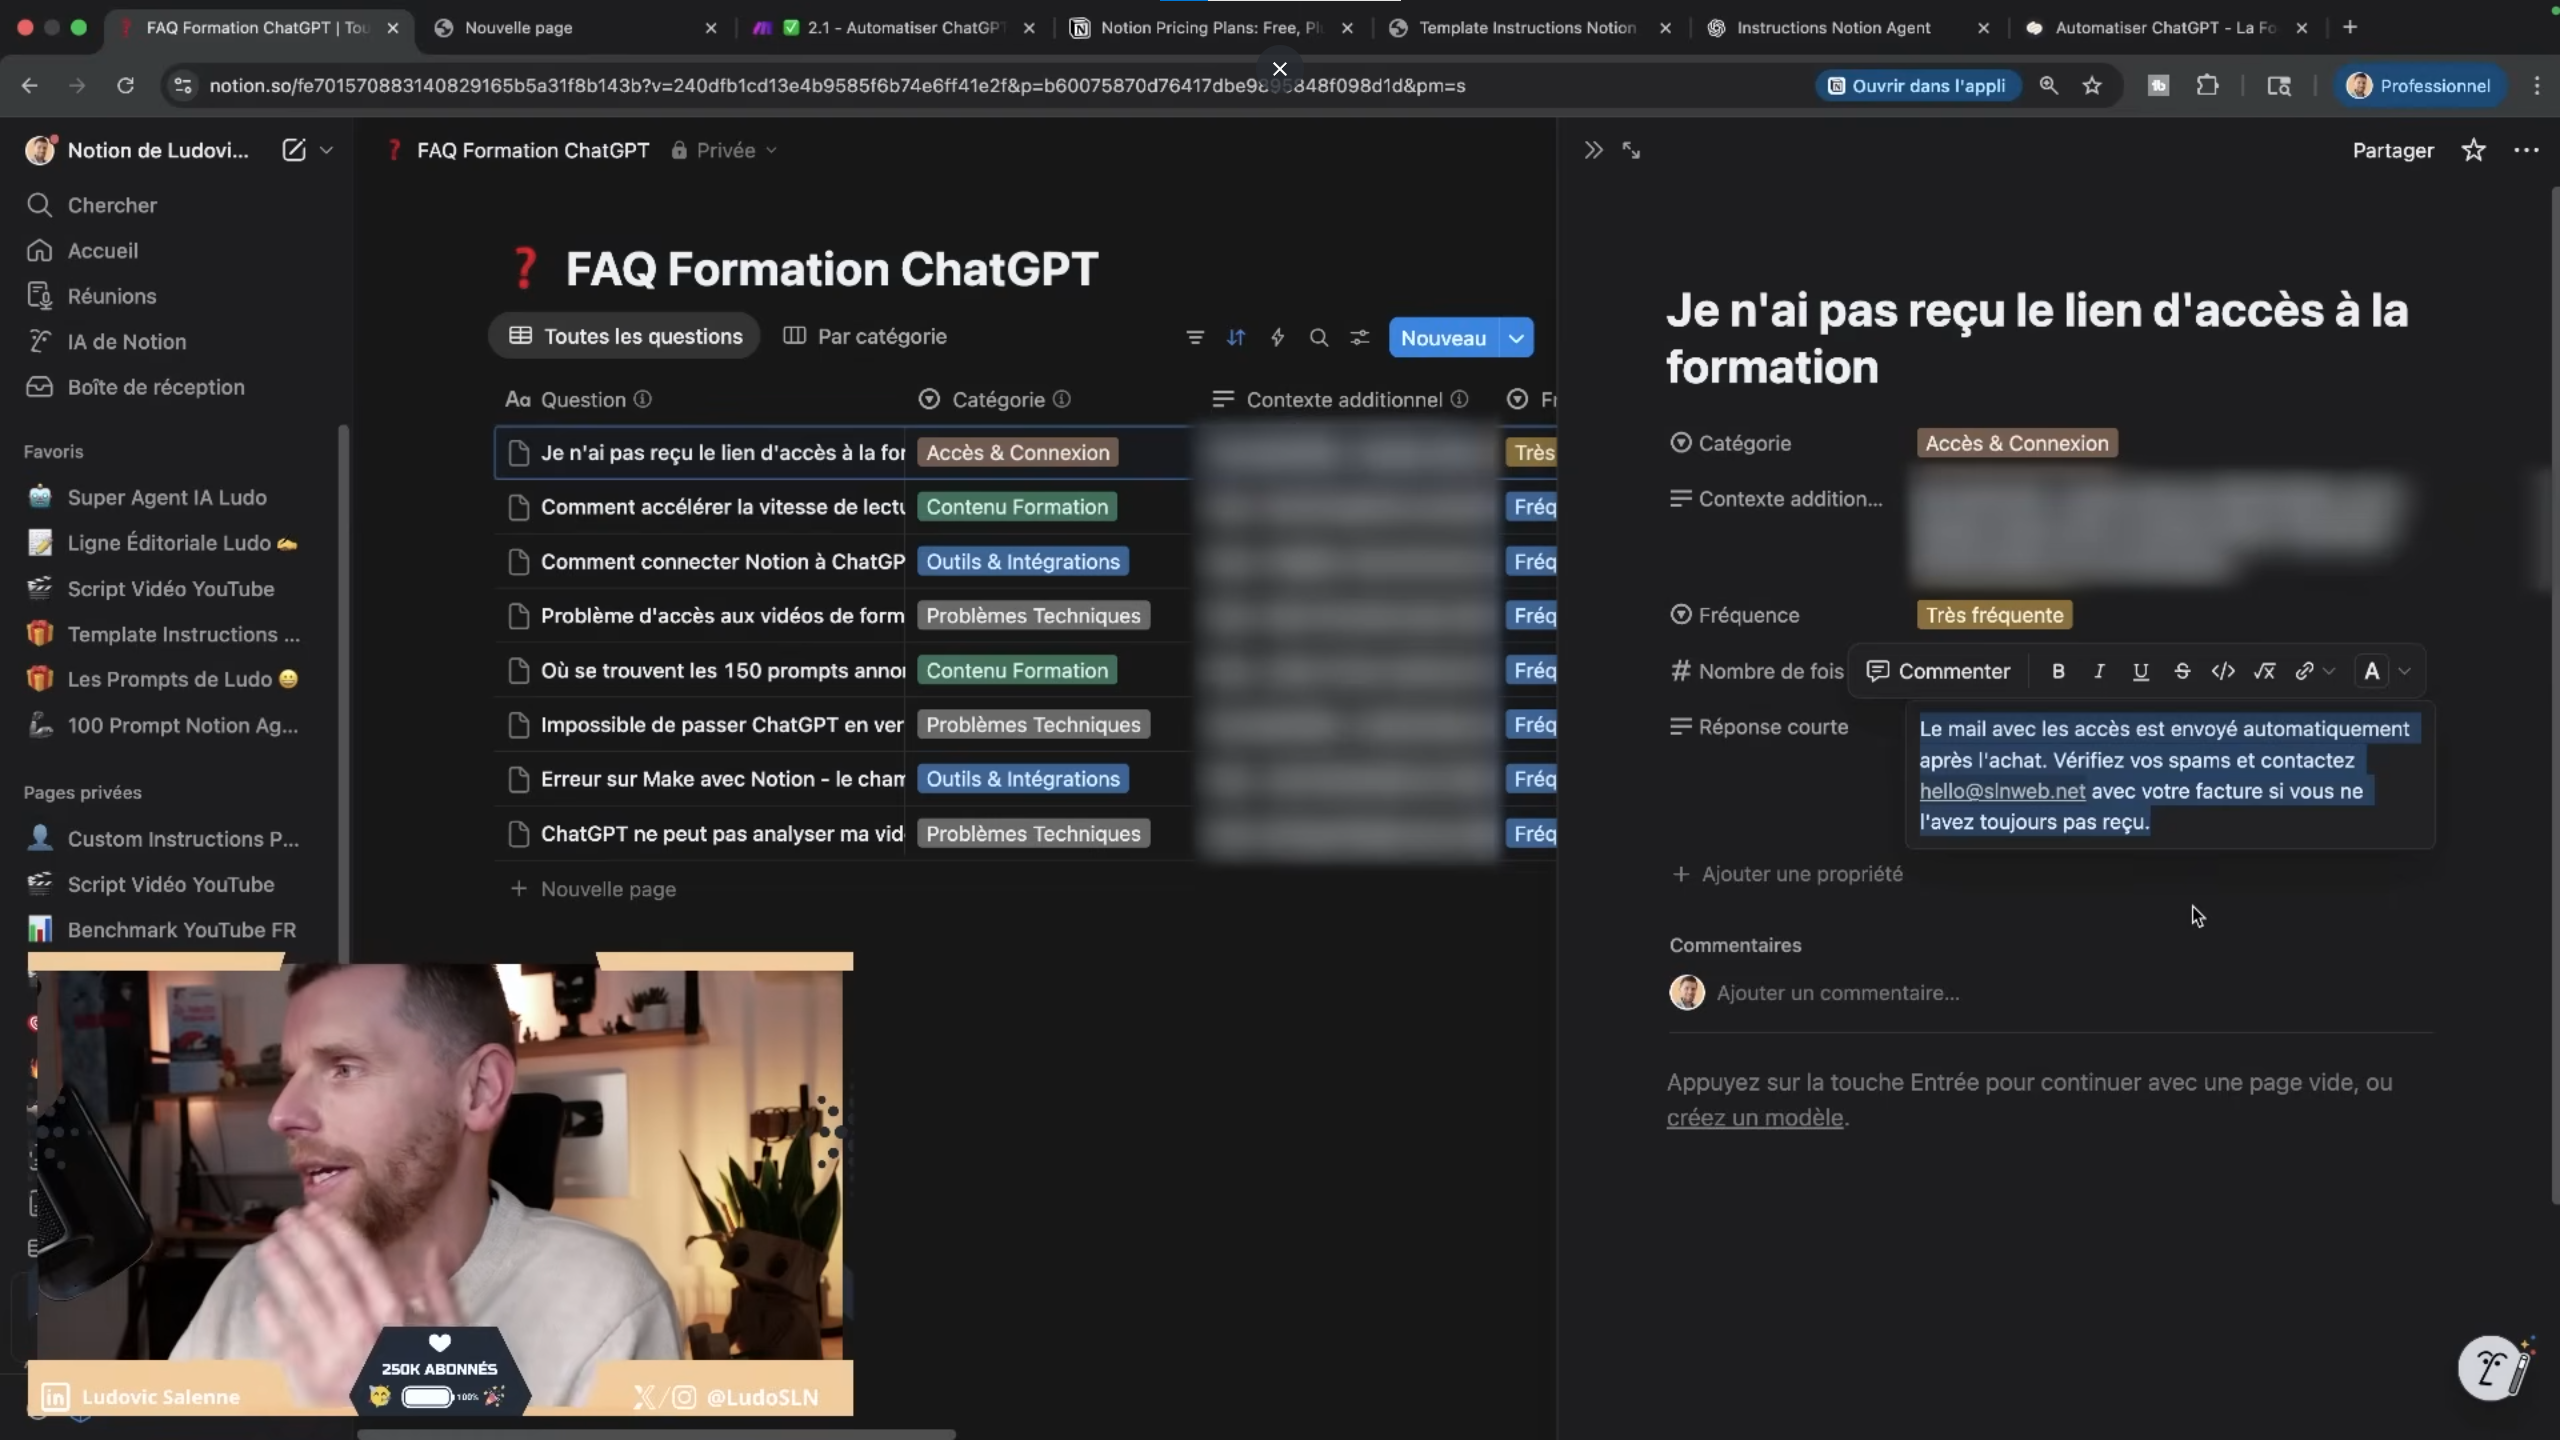 FAQ Formation ChatGPT | Tou
Nouvelle page
2.1 - Automatiser ChatGPT
Notion Pricing Plans: Free, Pl
Template Instructions Notion
Instructions Notion Agent
Automatiser ChatGPT - La Fo
notion.so/fe701570883140829165b5a31f8b143b?v=240dfb1cd13e4b9585f6b74e6ff41e2f&p=b60075870d76417dbe9895848f098d1d&pm=s
Ouvrir dans l'appli
Professionnel
Notion de Ludovi...
FAQ Formation ChatGPT
Privée
Partager
Chercher
Accueil
Réunions
IA de Notion
Boîte de réception
Favoris
Super Agent IA Ludo
Ligne Éditoriale Ludo
Script Vidéo YouTube
Template Instructions ...
Les Prompts de Ludo
100 Prompt Notion Ag...
Pages privées
Custom Instructions P...
Script Vidéo YouTube
Benchmark YouTube FR
FAQ Formation ChatGPT
Toutes les questions
Par catégorie
Nouveau
Aa Question
Catégorie
Contexte additionnel
Fr
Je n'ai pas reçu le lien d'accès à la for
Accès & Connexion
Très
Comment accélérer la vitesse de lectu
Contenu Formation
Fréq
Comment connecter Notion à ChatGP
Outils & Intégrations
Fréq
Problème d'accès aux vidéos de form
Problèmes Techniques
Fréq
Où se trouvent les 150 prompts annon
Contenu Formation
Fréq
Impossible de passer ChatGPT en ver
Problèmes Techniques
Fréq
Erreur sur Make avec Notion - le cham
Outils & Intégrations
Fréq
ChatGPT ne peut pas analyser ma vid
Problèmes Techniques
Fréq
Nouvelle page
Je n'ai pas reçu le lien d'accès à la
formation
Catégorie
Accès & Connexion
Contexte addition...
Fréquence
Très fréquente
Nombre de fois
Commenter
B I U S </> √x A
Réponse courte
Le mail avec les accès est envoyé automatiquement
après l'achat. Vérifiez vos spams et contactez
hello@slnweb.net avec votre facture si vous ne
l'avez toujours pas reçu.
Ajouter une propriété
Commentaires
Ajouter un commentaire...
Appuyez sur la touche Entrée pour continuer avec une page vide, ou
créez un modèle.
250K ABONNÉS
100%
in Ludovic Salenne
X/ @LudoSLN